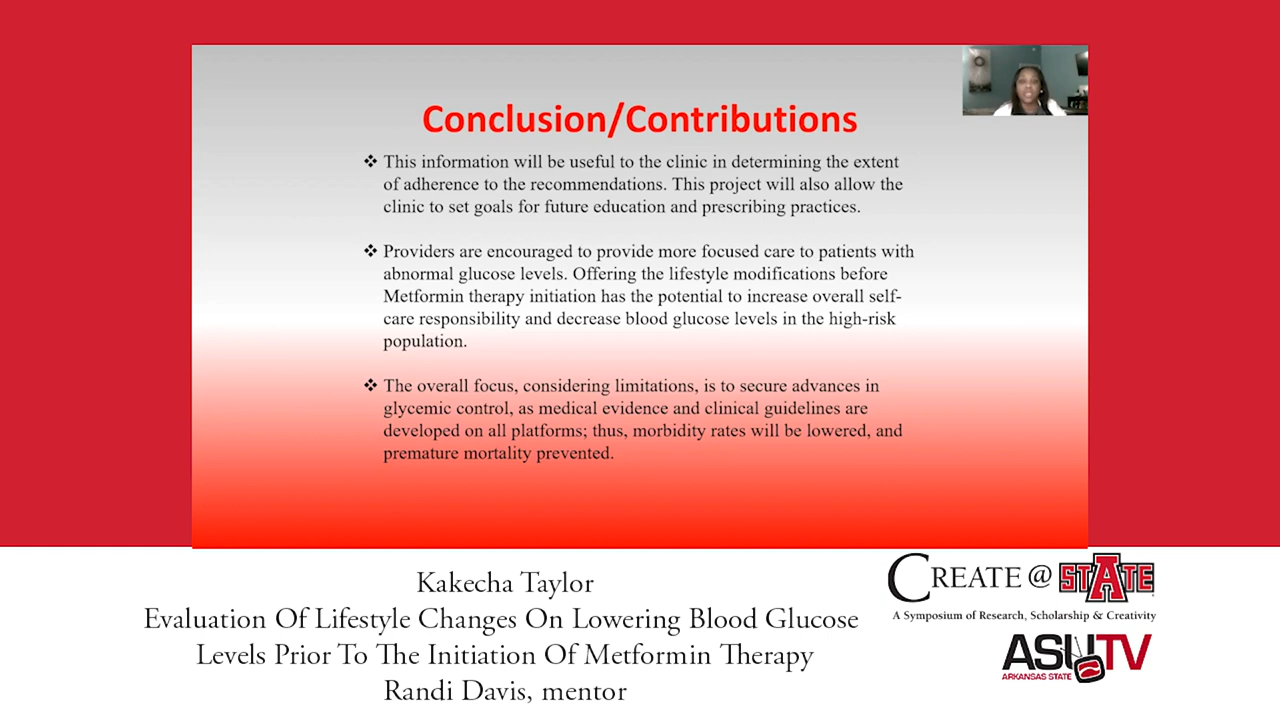 Conclusion/Contributions
❖ This information will be useful to the clinic in determining the extent
of adherence to the recommendations. This project will also allow the
clinic to set goals for future education and prescribing practices.
❖ Providers are encouraged to provide more focused care to patients with
abnormal glucose levels. Offering the lifestyle modifications before
Metformin therapy initiation has the potential to increase overall self-
care responsibility and decrease blood glucose levels in the high-risk
population.
❖ The overall focus, considering limitations, is to secure advances in
glycemic control, as medical evidence and clinical guidelines are
developed on all platforms; thus, morbidity rates will be lowered, and
premature mortality prevented.
Kakecha Taylor
Evaluation Of Lifestyle Changes On Lowering Blood Glucose
Levels Prior To The Initiation Of Metformin Therapy
Randi Davis, mentor
CREATE @ STATE
A Symposium of Research, Scholarship & Creativity
ASUTV
ARKANSAS STATE